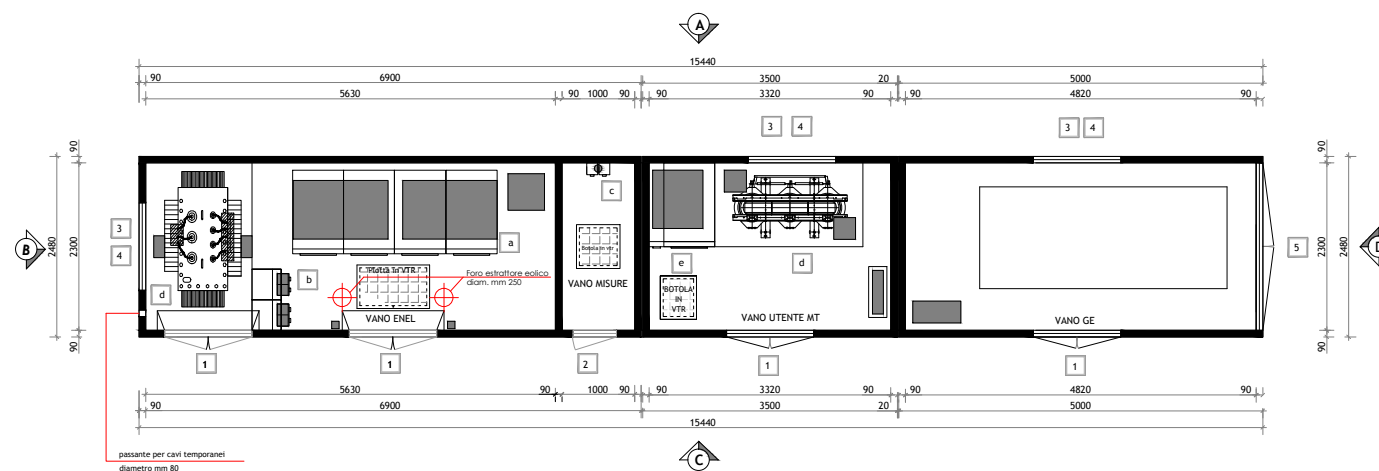 A
15440
90 6900 3500 20 5000
5630 90 1000 90 90 3320 90 90 4820 90
3 4 3 4
90 90
2480 2300 2300 2480
90 90
B
3
4
D
5
c
a
b
d
e
d
Botola in vtr
Piotta in VTR
Foro estrattore eolico
diam. mm 250
VANO MISURE
BOTOLA
IN
VTR
VANO ENEL
VANO UTENTE MT
VANO GE
1 1 2 1 1
5630 90 1000 90 90 3320 90 90 4820 90
90 6900 3500 20 5000
15440
C
passante per cavi temporanei
diametro mm 80